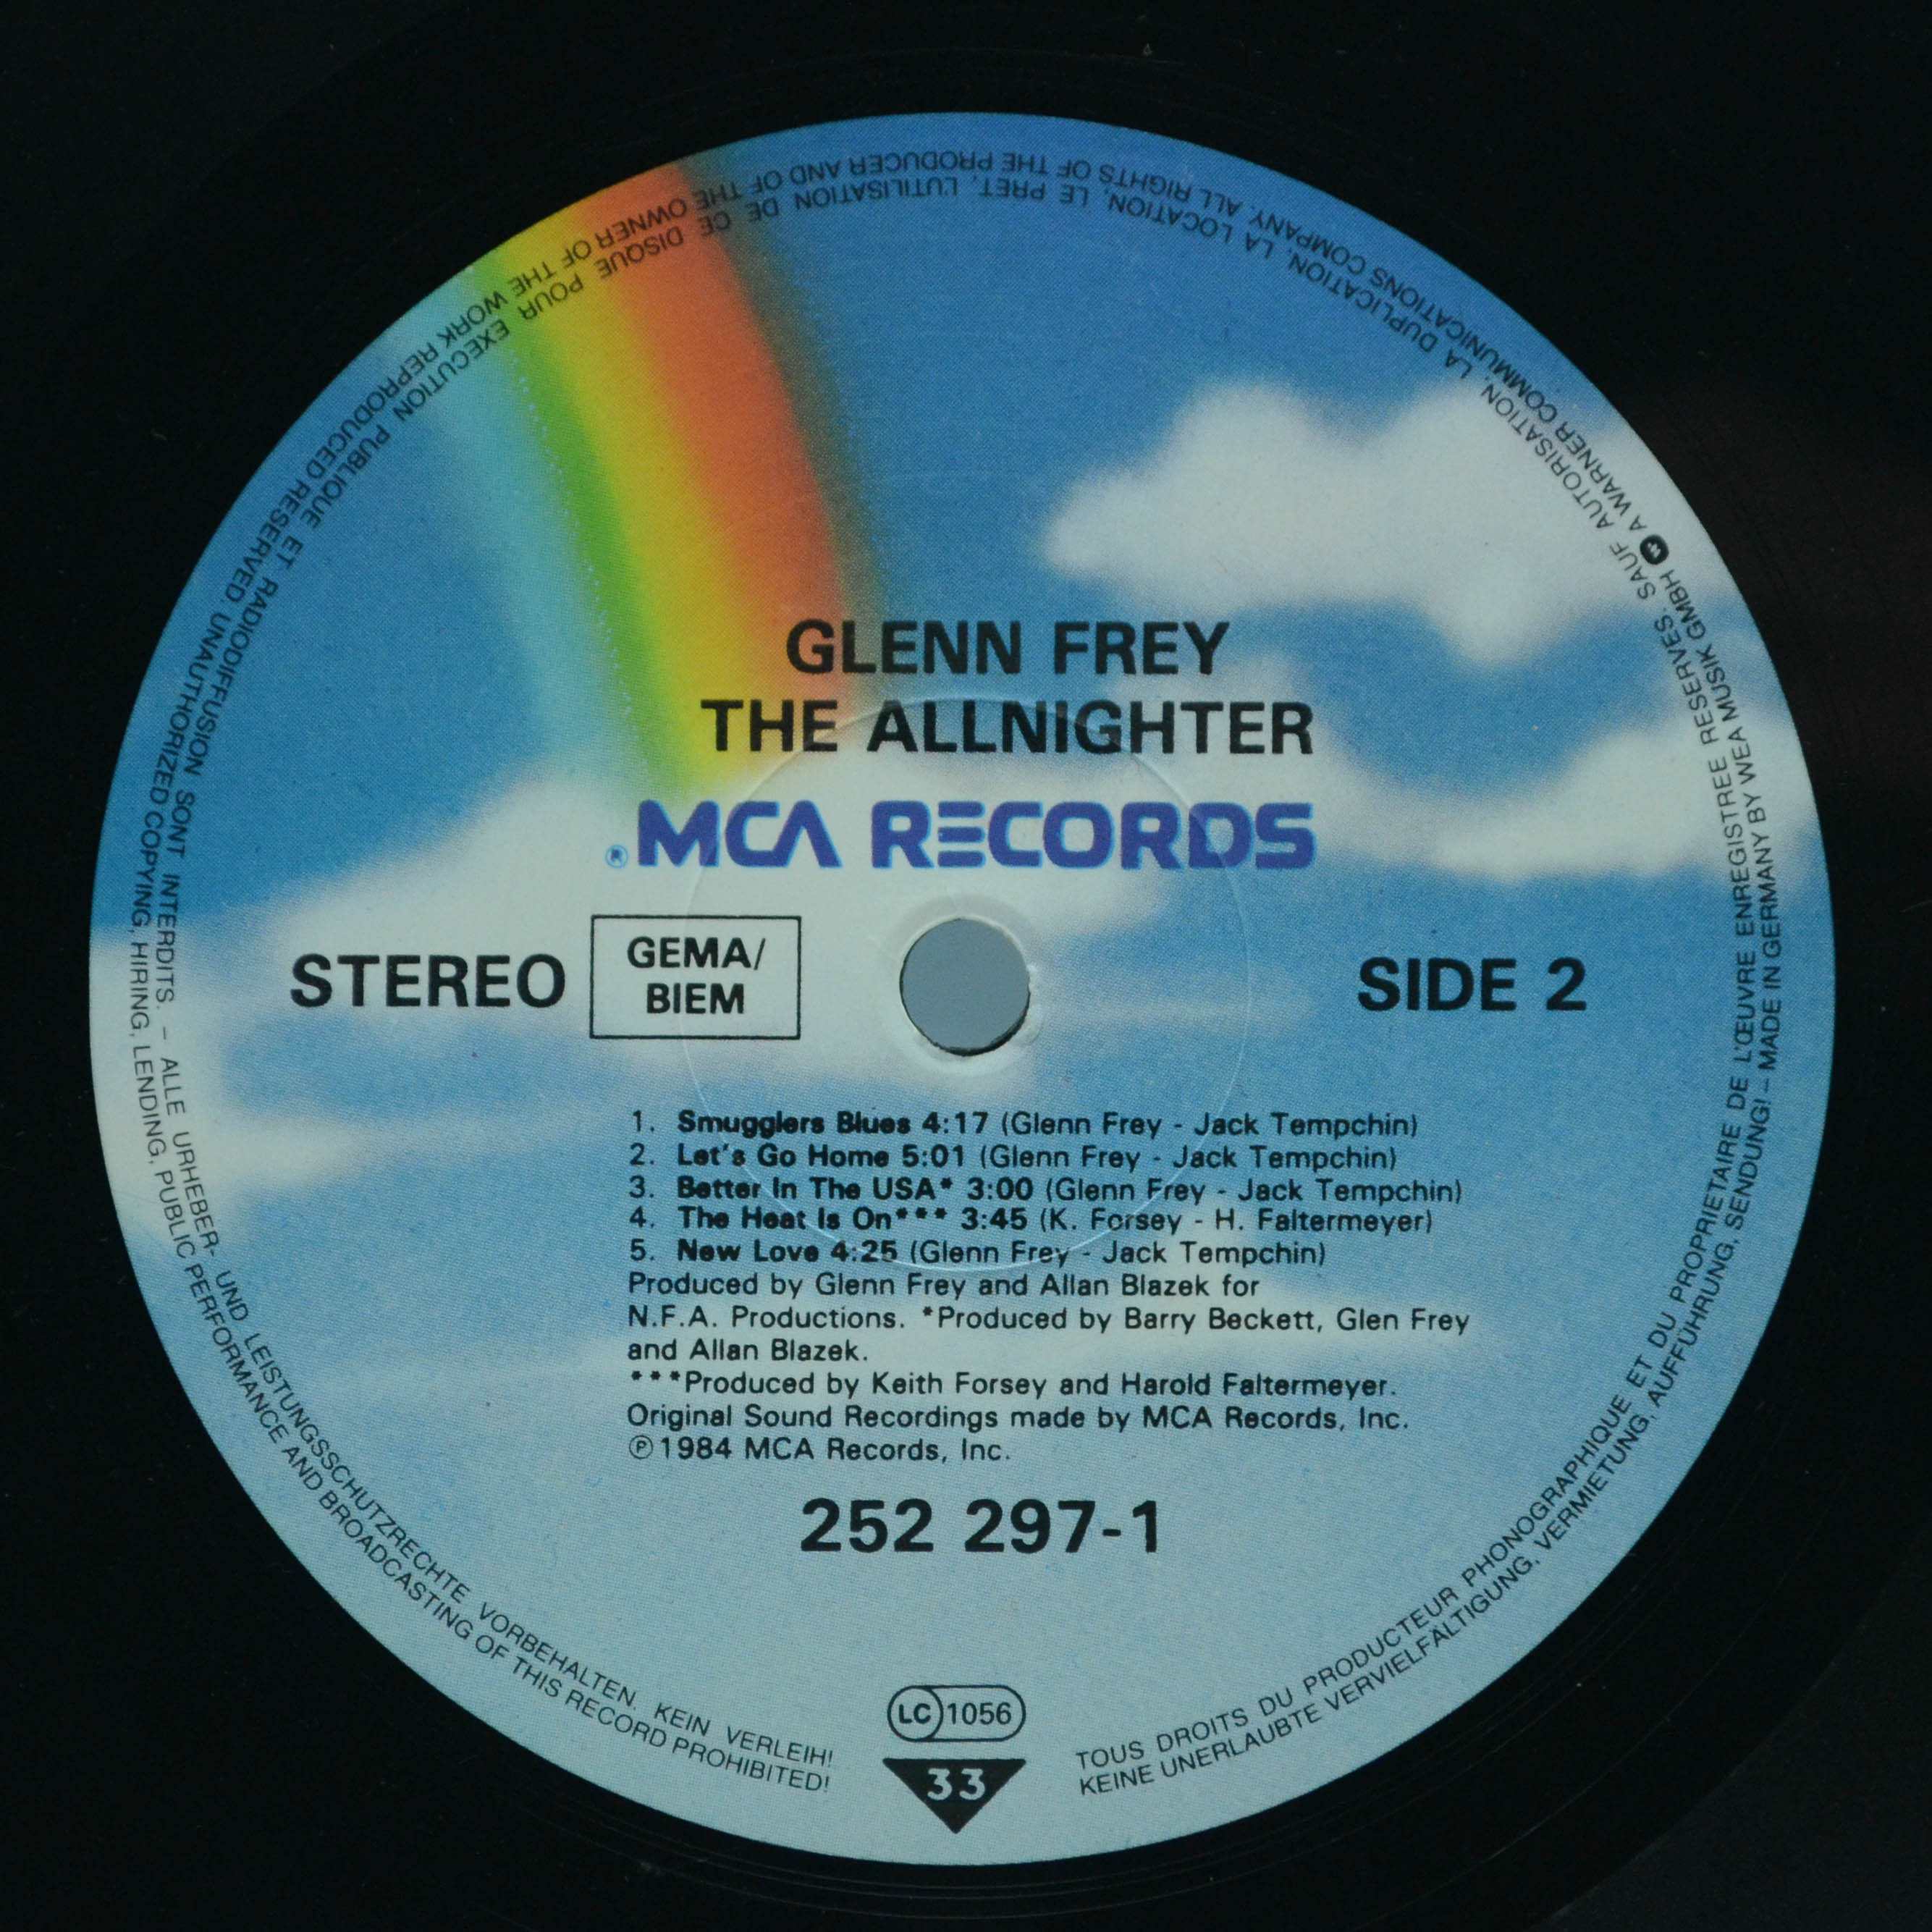 GLENN FREY
THE ALLNIGHTER
® MCA RECORDS
STEREO
GEMA/
BIEM
SIDE 2
1. Smugglers Blues 4:17 (Glenn Frey - Jack Tempchin)
2. Let's Go Home 5:01 (Glenn Frey - Jack Tempchin)
3. Better In The USA* 3:00 (Glenn Frey - Jack Tempchin)
4. The Heat Is On*** 3:45 (K. Forsey - H. Faltermeyer)
5. New Love 4:25 (Glenn Frey - Jack Tempchin)
Produced by Glenn Frey and Allan Blazek for
N.F.A. Productions. *Produced by Barry Beckett, Glen Frey
and Allan Blazek.
***Produced by Keith Forsey and Harold Faltermeyer.
Original Sound Recordings made by MCA Records, Inc.
℗1984 MCA Records, Inc.
252 297-1
LC 1056
33
TOUS DROITS DU PRODUCTEUR PHONOGRAPHIQUE ET DU PROPRIETAIRE DE L'ŒUVRE ENREGISTREE RESERVES. SAUF AUTORISATION, LA DUPLICATION, LA LOCATION, LE PRET, L'UTILISATION DE CE DISQUE POUR EXECUTION PUBLIQUE ET RADIODIFFUSION SONT INTERDITS. – ALLE URHEBER- UND LEISTUNGSSCHUTZRECHTE VORBEHALTEN. KEIN VERLEIH!
KEINE UNERLAUBTE VERVIELFÄLTIGUNG, VERMIETUNG, AUFFÜHRUNG, SENDUNG! – MADE IN GERMANY BY WEA MUSIK GMBH A WARNER COMMUNICATIONS COMPANY. ALL RIGHTS OF THE PRODUCER AND OF THE OWNER OF THE WORK REPRODUCED RESERVED. UNAUTHORIZED COPYING, HIRING, LENDING, PUBLIC PERFORMANCE AND BROADCASTING OF THIS RECORD PROHIBITED!